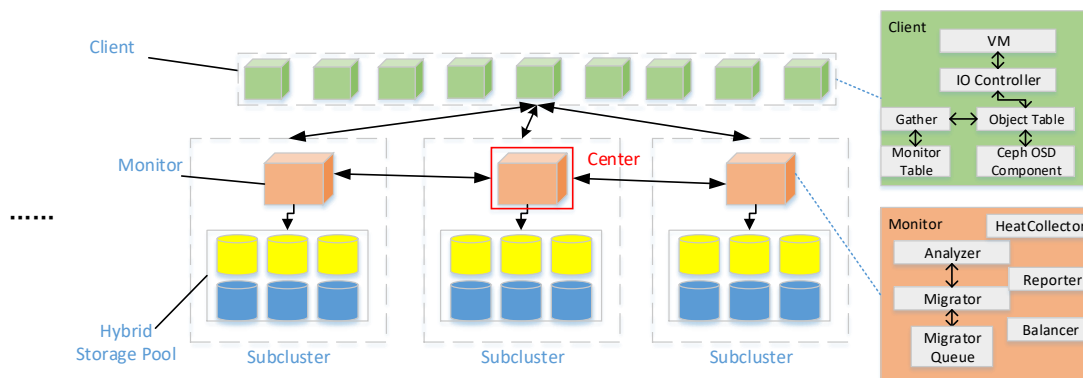 Client
Monitor
......
Center
Hybrid
Storage Pool
Subcluster
Subcluster
Subcluster
Client
VM
IO Controller
Gather
Object Table
Monitor
Table
Ceph OSD
Component
Monitor
HeatCollector
Analyzer
Reporter
Migrator
Balancer
Migrator
Queue